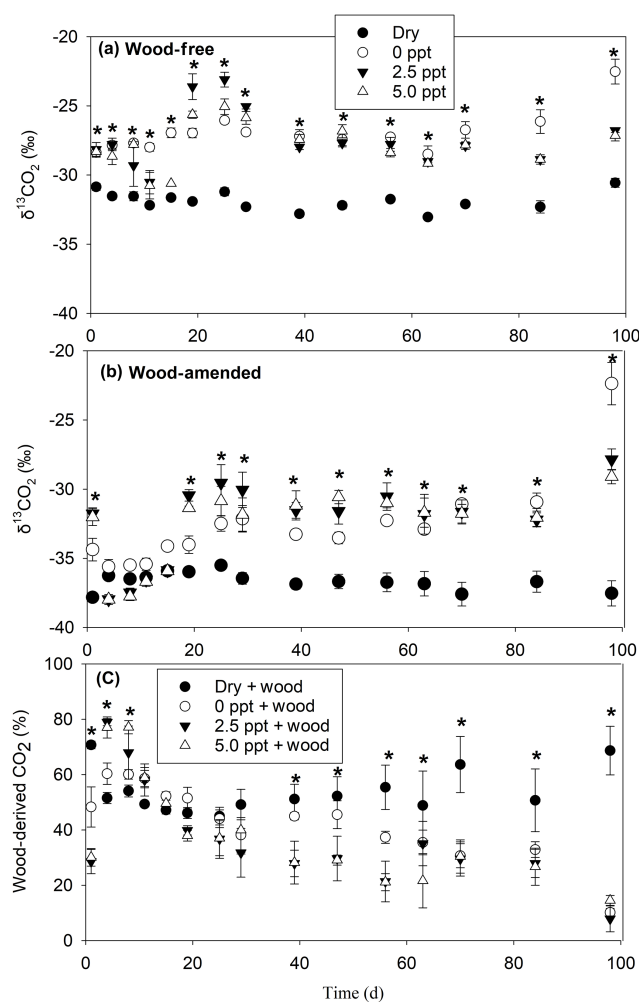 (a) Wood-free
Dry
0 ppt
2.5 ppt
5.0 ppt
δ13CO2 (‰)
-20
-25
-30
-35
-40
0 20 40 60 80 100
* * * * * * * * * * * * * * *
(b) Wood-amended
δ13CO2 (‰)
-20
-25
-30
-35
-40
0 20 40 60 80 100
* * * * * * * * * * *
(C)
Dry + wood
0 ppt + wood
2.5 ppt + wood
5.0 ppt + wood
Wood-derived CO2 (%)
100
80
60
40
20
0
0 20 40 60 80 100
* * * * * * * * * *
Time (d)